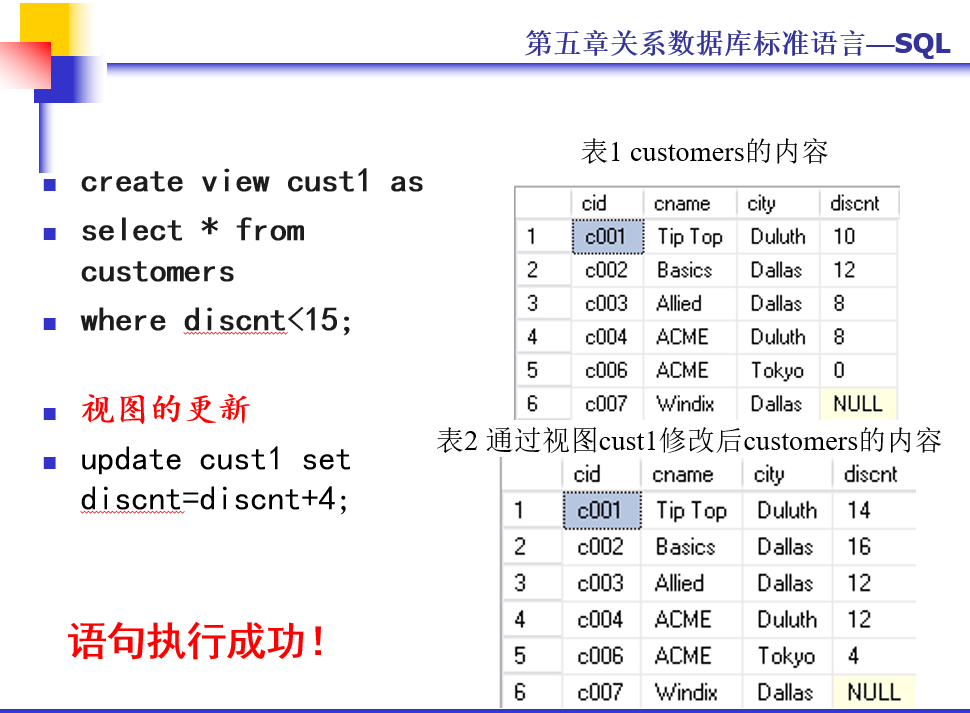 第五章关系数据库标准语言—SQL
create view cust1 as
select * from
customers
where discnt<15;
视图的更新
update cust1 set
discnt=discnt+4;
语句执行成功!
表1 customers的内容
cid cname city discnt
1 c001 Tip Top Duluth 10
2 c002 Basics Dallas 12
3 c003 Allied Dallas 8
4 c004 ACME Duluth 8
5 c006 ACME Tokyo 0
6 c007 Windix Dallas NULL
表2 通过视图cust1修改后customers的内容
cid cname city discnt
1 c001 Tip Top Duluth 14
2 c002 Basics Dallas 16
3 c003 Allied Dallas 12
4 c004 ACME Duluth 12
5 c006 ACME Tokyo 4
6 c007 Windix Dallas NULL